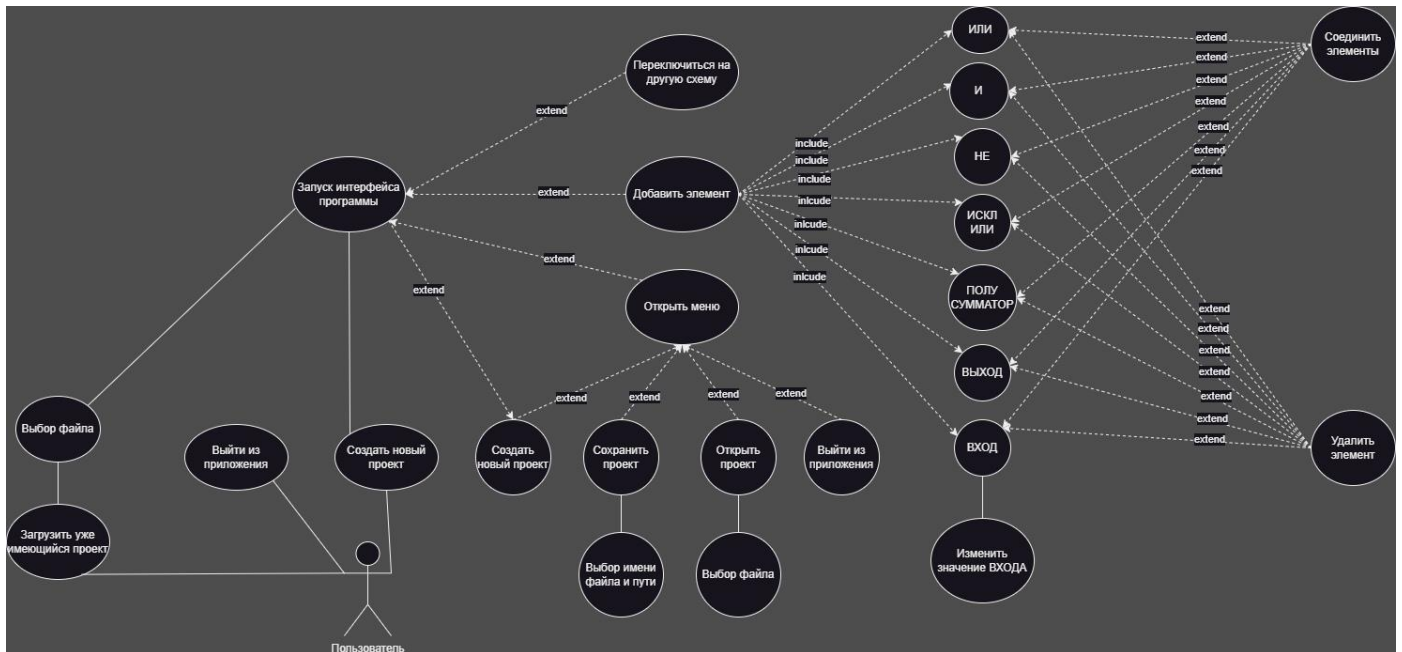 ИЛИ
Соединить
элементы
extend
extend
extend
extend
extend
extend
extend
Переключиться на
другую схему
И
extend
include
include
include
inlcude
inlcude
inlcude
inlcude
НЕ
Запуск интерфейса
программы
extend
Добавить элемент
ИСКЛ
ИЛИ
extend
extend
Открыть меню
ПОЛУ
СУММАТОР
extend
extend
extend
extend
extend
extend
extend
ВЫХОД
extend
extend
extend
extend
Выбор файла
Выйти из
приложения
Создать новый
проект
Создать
новый проект
Сохранить
проект
Открыть
проект
Выйти из
приложения
ВХОД
Удалить
элемент
Загрузить уже
имеющийся проект
Выбор имени
файла и пути
Выбор файла
Изменить
значение ВХОДА
Пользователь